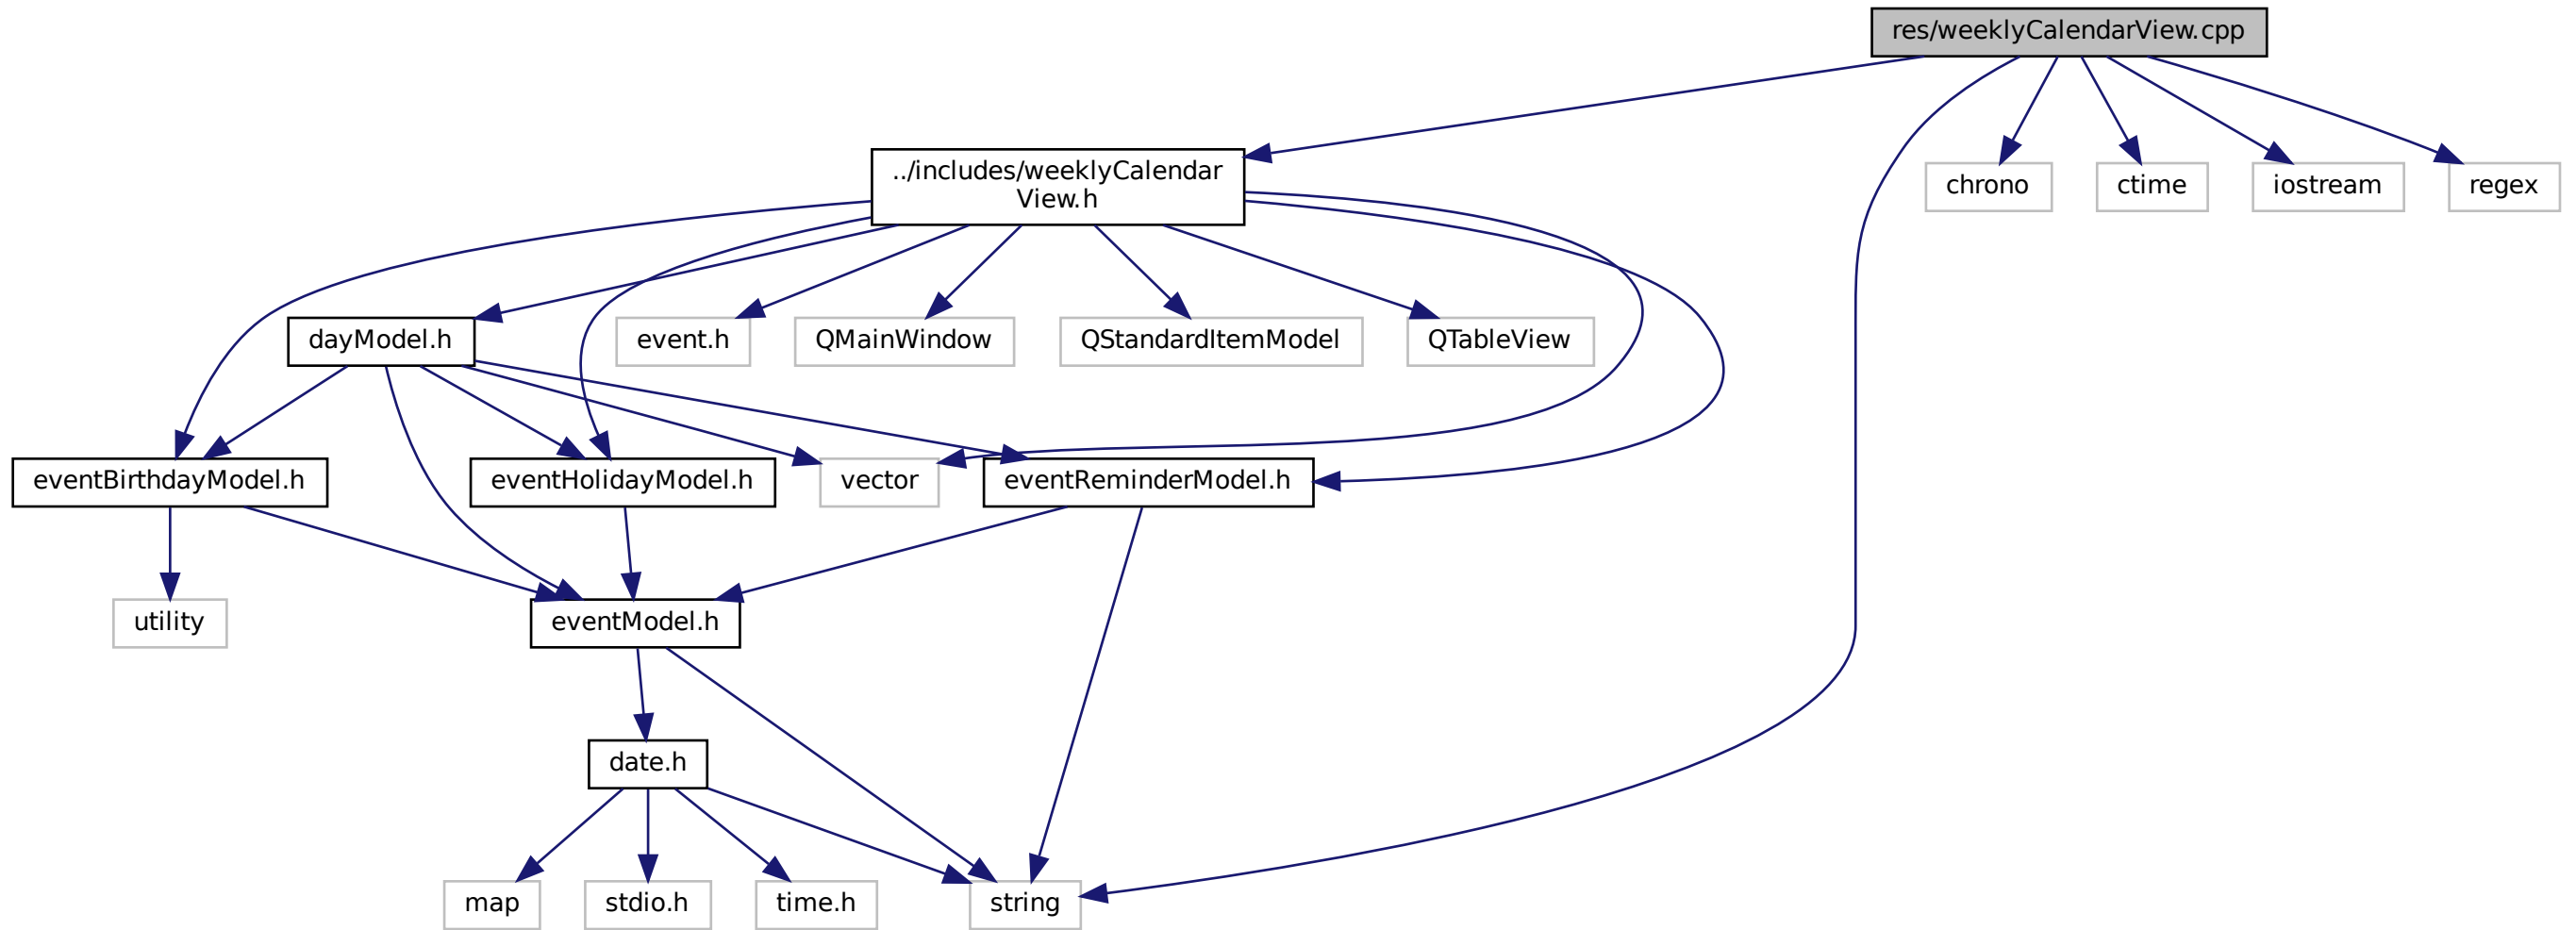 res/weeklyCalendarView.cpp
../includes/weeklyCalendar
View.h
chrono
ctime
iostream
regex
dayModel.h
event.h
QMainWindow
QStandardItemModel
QTableView
eventBirthdayModel.h
eventHolidayModel.h
vector
eventReminderModel.h
utility
eventModel.h
date.h
map
stdio.h
time.h
string